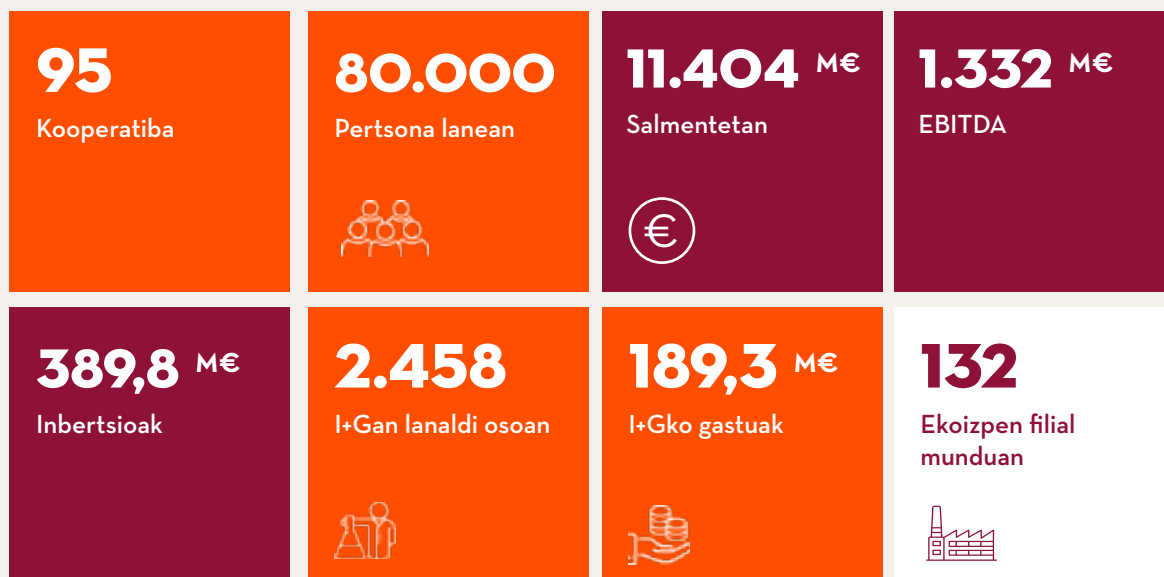 95
Kooperatiba
80.000
Pertsona lanean
11.404 M€
Salmentetan
€
1.332 M€
EBITDA
389,8 M€
Inbertsioak
2.458
I+Gan lanaldi osoan
189,3 M€
I+Gko gastuak
132
Ekoizpen filial
munduan